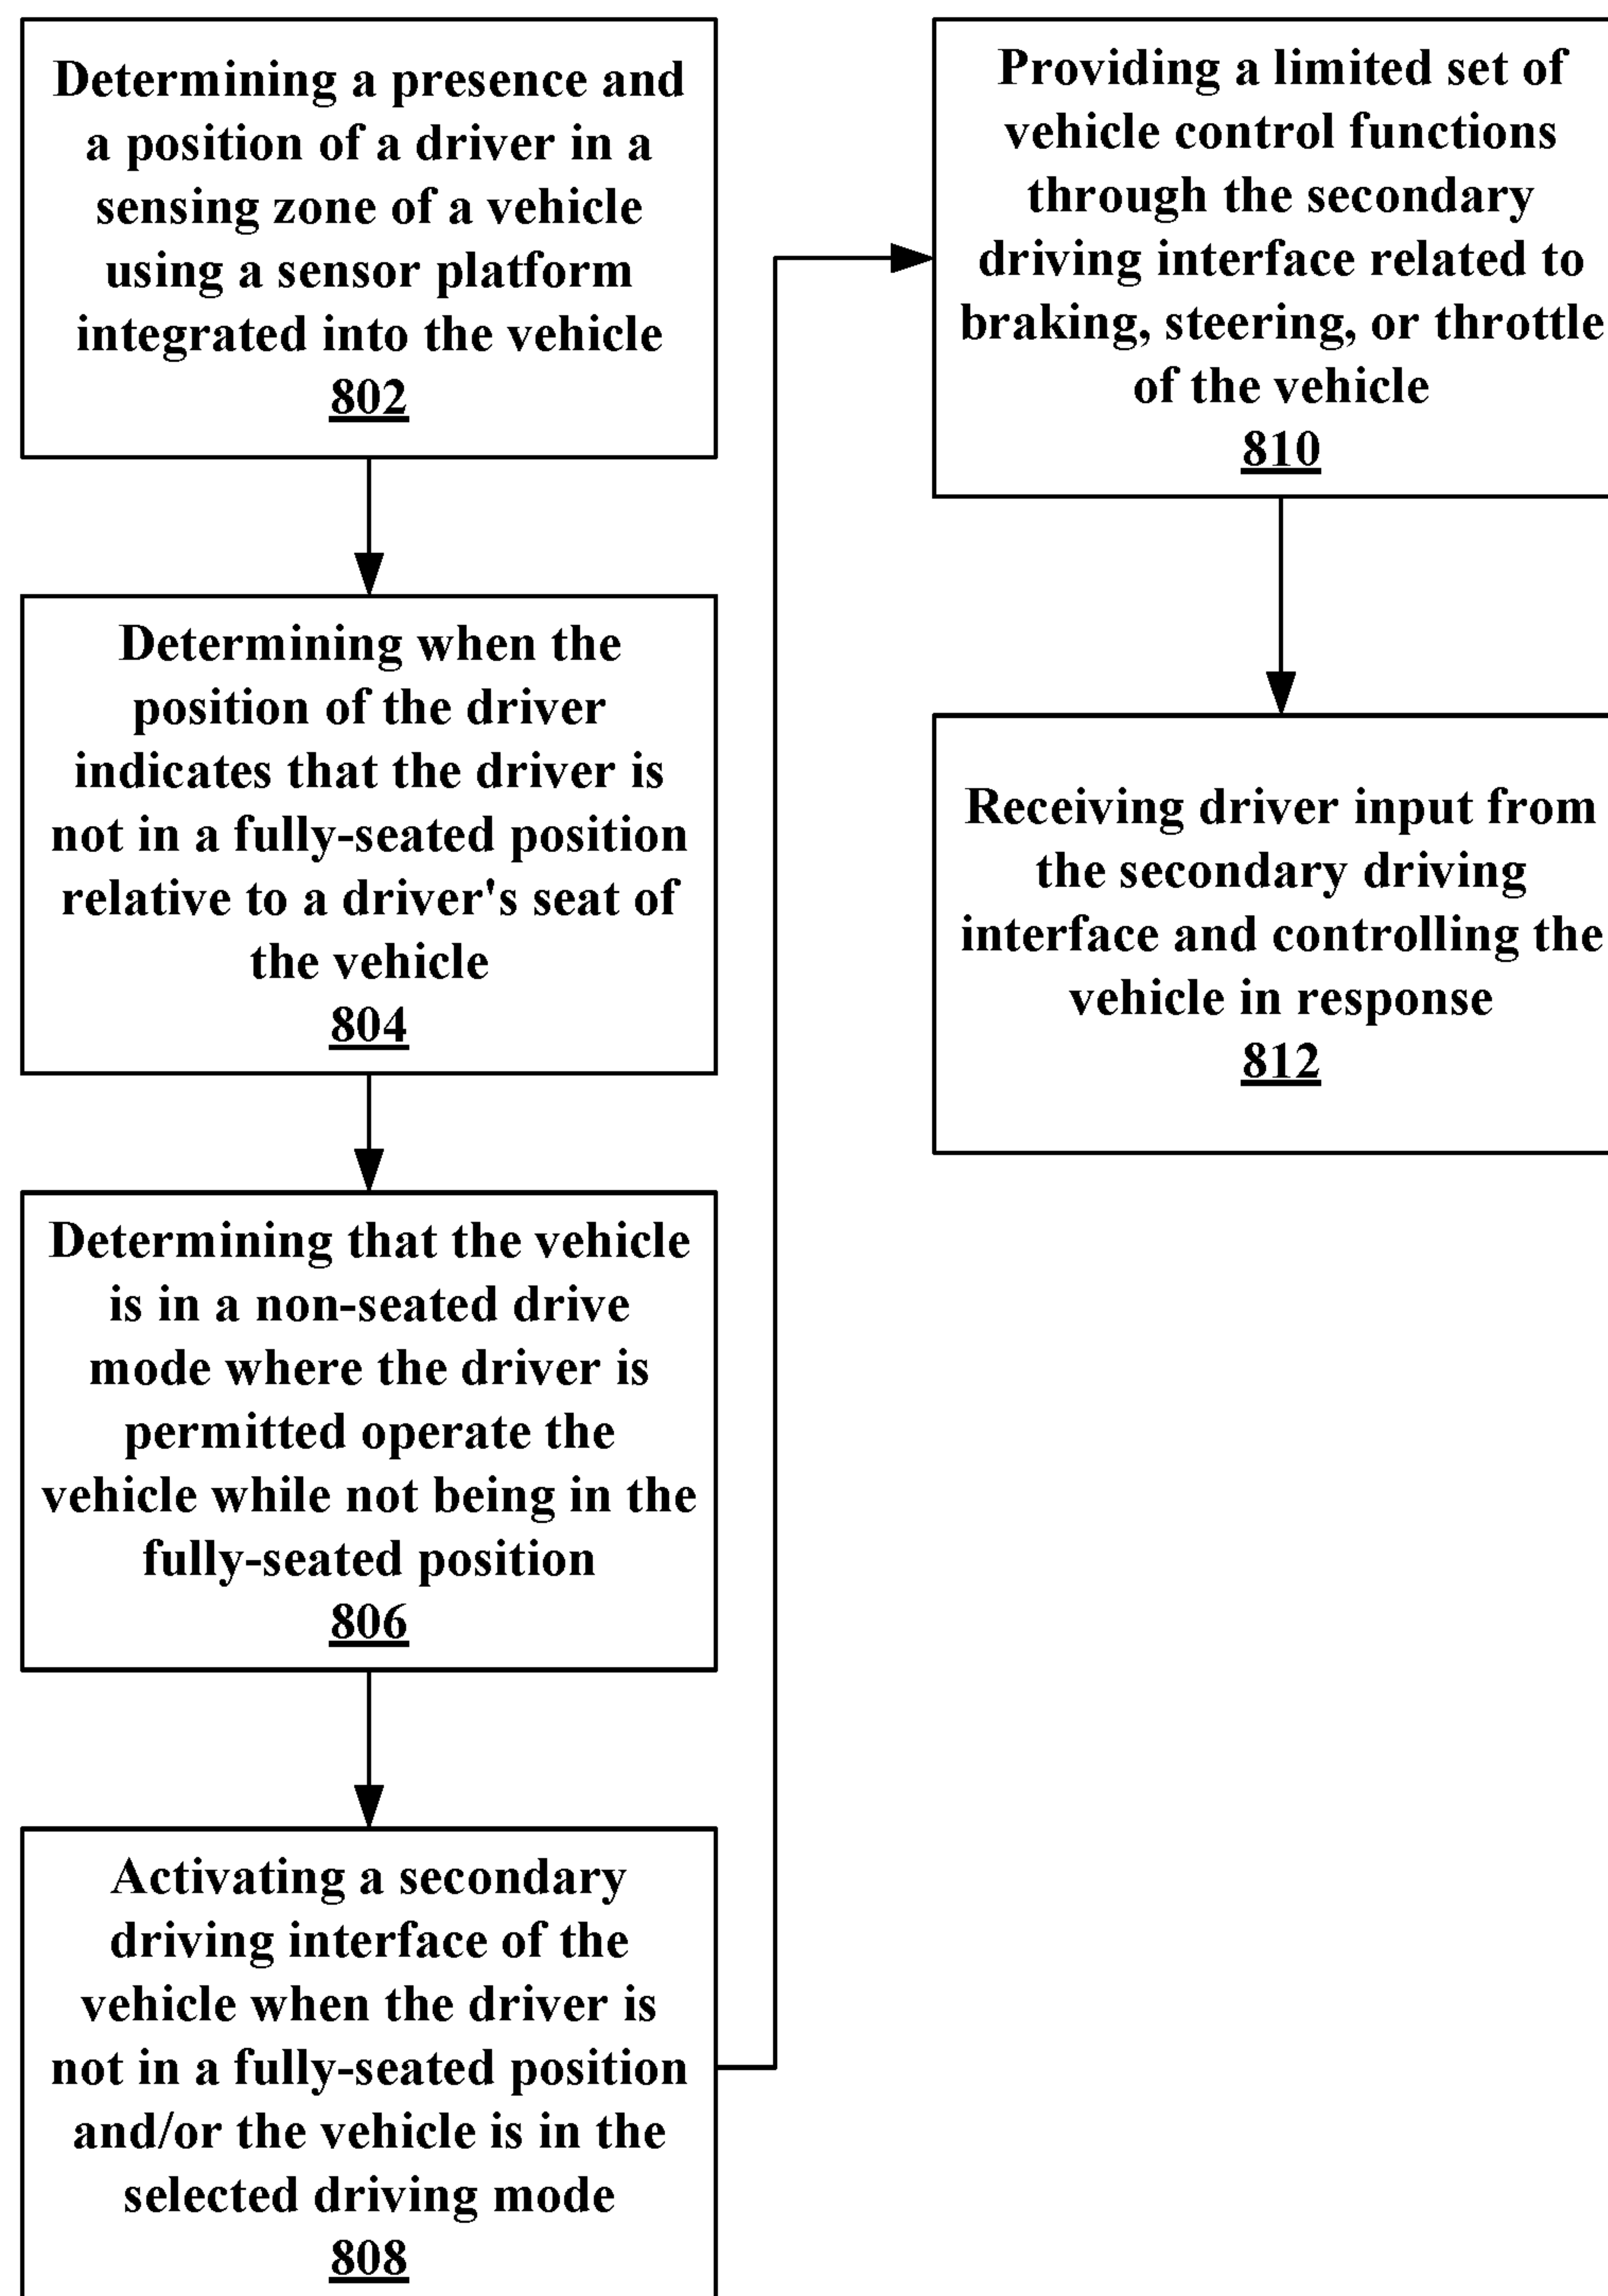 Determining a presence and
a position of a driver in a
sensing zone of a vehicle
using a sensor platform
integrated into the vehicle
802
Determining when the
position of the driver
indicates that the driver is
not in a fully-seated position
relative to a driver's seat of
the vehicle
804
Determining that the vehicle
is in a non-seated drive
mode where the driver is
permitted operate the
vehicle while not being in the
fully-seated position
806
Activating a secondary
driving interface of the
vehicle when the driver is
not in a fully-seated position
and/or the vehicle is in the
selected driving mode
808
Providing a limited set of
vehicle control functions
through the secondary
driving interface related to
braking, steering, or throttle
of the vehicle
810
Receiving driver input from
the secondary driving
interface and controlling the
vehicle in response
812